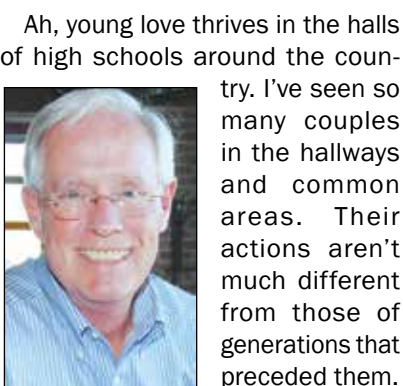 Ah, young love thrives in the halls
of high schools around the coun-
try. I've seen so
many couples
in the hallways
and common
areas. Their
actions aren't
much different
from those of
generations that
preceded them.